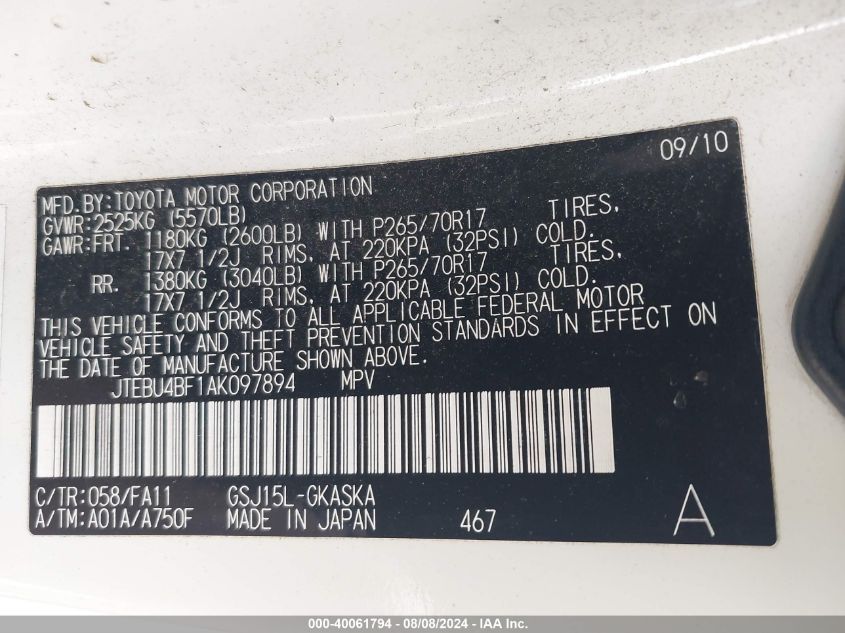 09/10
MFD.BY:TOYOTA MOTOR CORPORATION
GVWR:2525KG (5570LB)
GAWR:FRT. 1180KG (2600LB) WITH P265/70R17 TIRES,
17X7 1/2J RIMS, AT 220KPA (32PSI) COLD.
RR. 1380KG (3040LB) WITH P265/70R17 TIRES,
17X7 1/2J RIMS, AT 220KPA (32PSI) COLD.
THIS VEHICLE CONFORMS TO ALL APPLICABLE FEDERAL MOTOR
VEHICLE SAFETY AND THEFT PREVENTION STANDARDS IN EFFECT ON
THE DATE OF MANUFACTURE SHOWN ABOVE.
JTEBU4BF1AK097894 MPV
C/TR:058/FA11 GSJ15L-GKASKA
A/TM:A01A/A750F MADE IN JAPAN 467 A
000-40061794 - 08/08/2024 - IAA Inc.